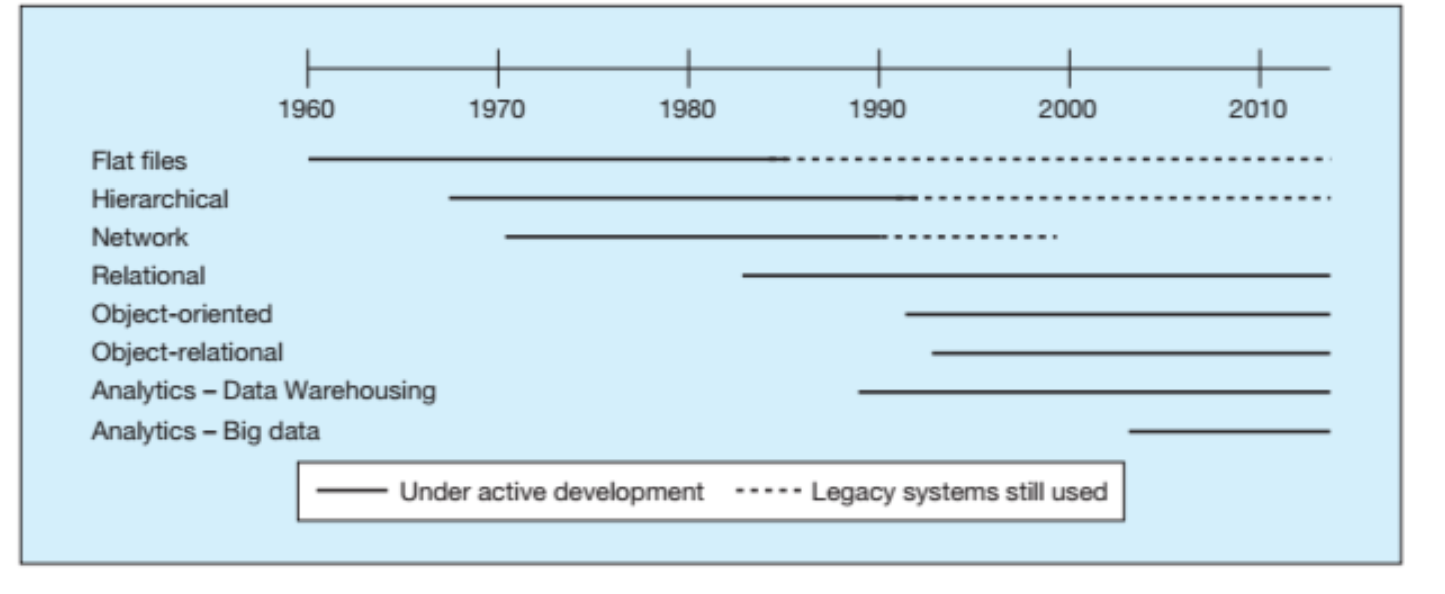 1960 1970 1980 1990 2000 2010
Flat files
Hierarchical
Network
Relational
Object-oriented
Object-relational
Analytics – Data Warehousing
Analytics – Big data
Under active development Legacy systems still used